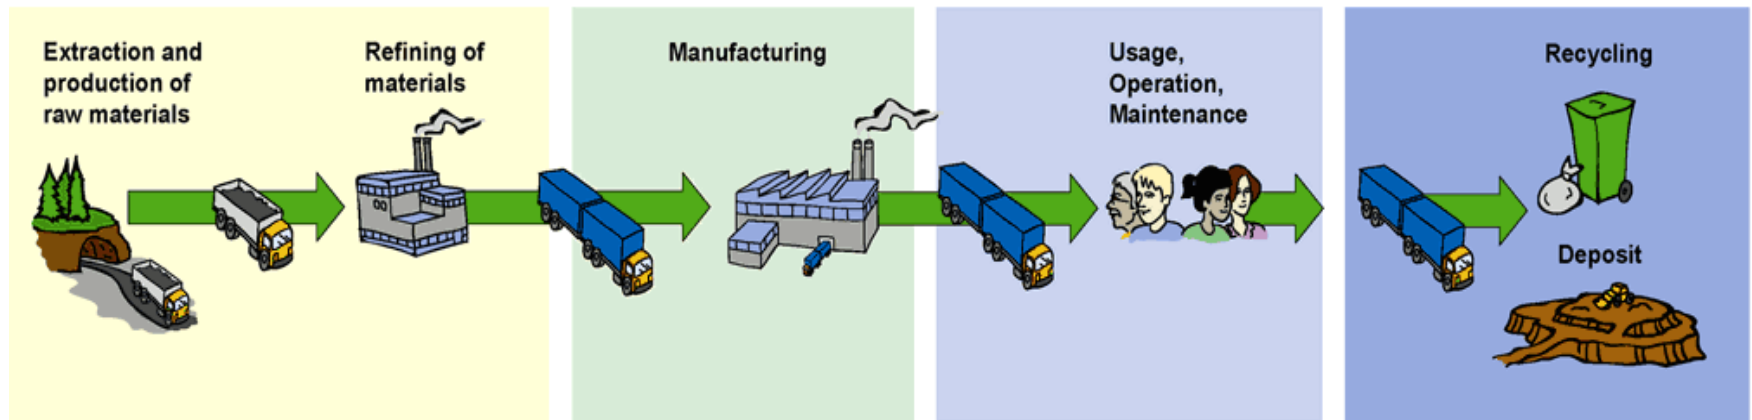 Extraction and
production of
raw materials
Refining of
materials
Manufacturing
Usage,
Operation,
Maintenance
Recycling
Deposit